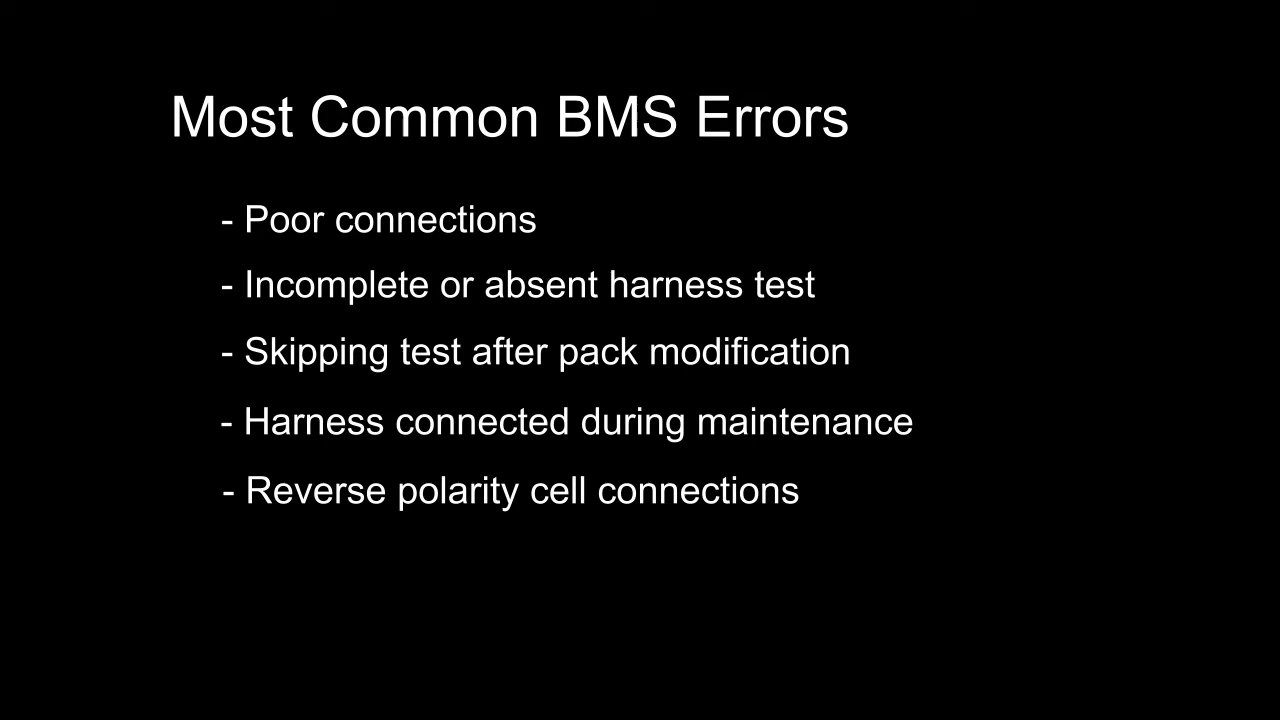 Most Common BMS Errors
- Poor connections
- Incomplete or absent harness test
- Skipping test after pack modification
- Harness connected during maintenance
- Reverse polarity cell connections